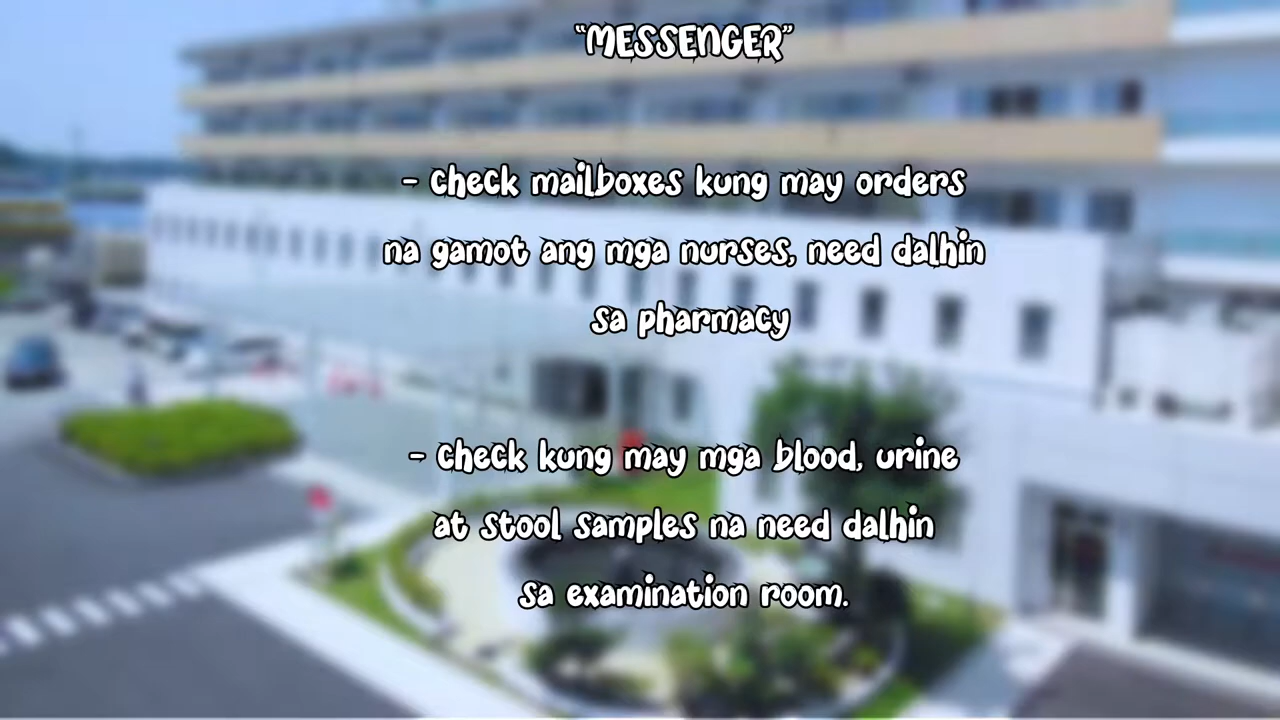 "MESSENGER"
- check mailboxes kung may orders
na gamot ang mga nurses, need dalhin
sa pharmacy
- check kung may mga blood, urine
at stool samples na need dalhin
sa examination room.